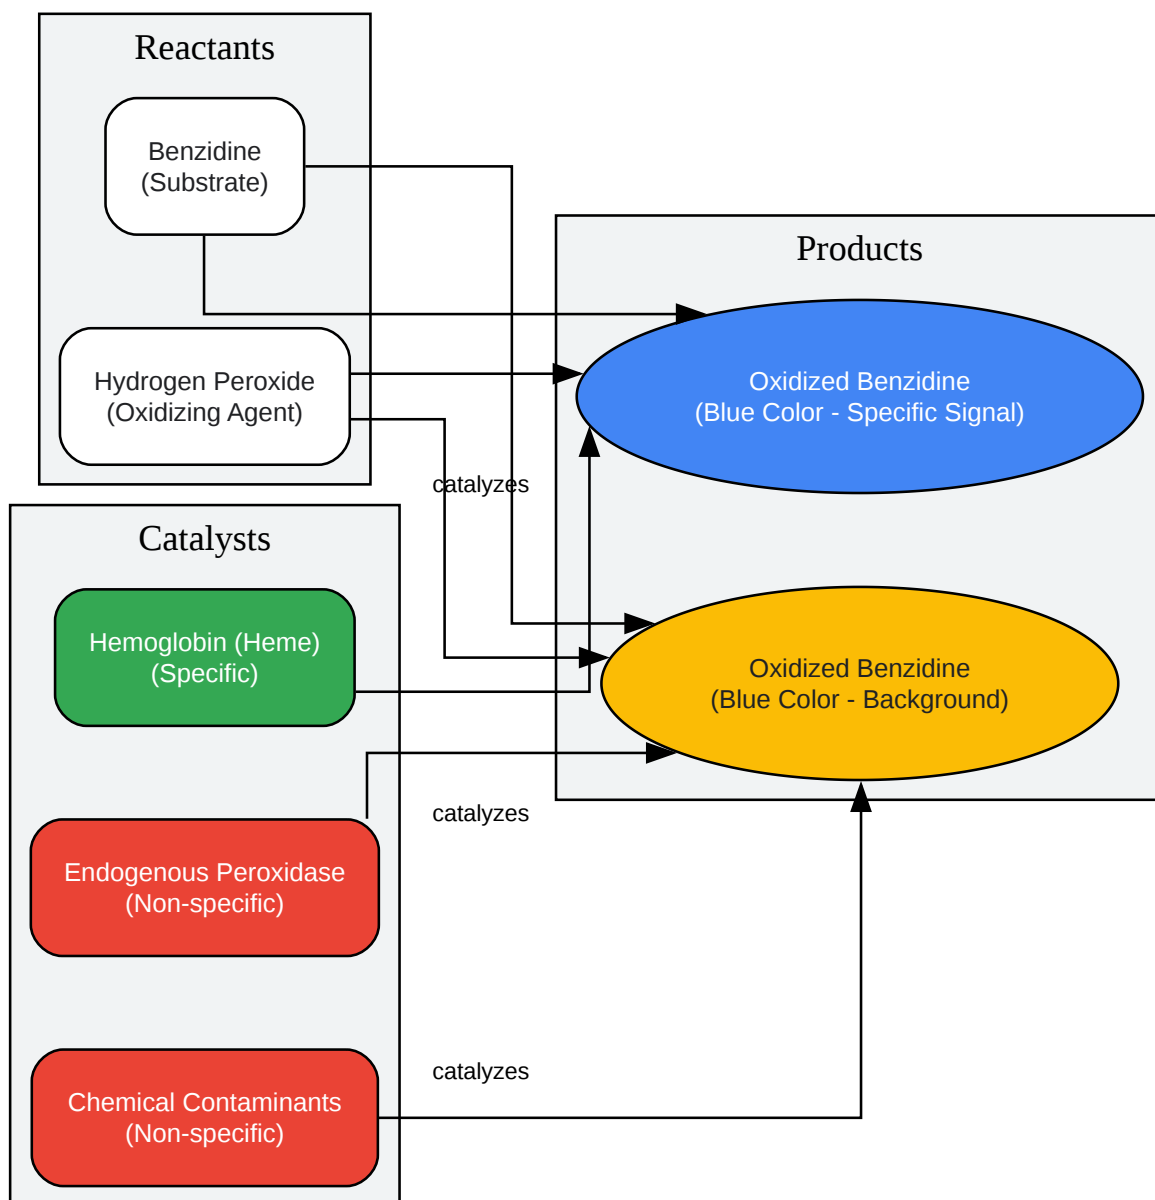 Reactants
Benzidine
(Substrate)
Hydrogen Peroxide
(Oxidizing Agent)
Products
Oxidized Benzidine
(Blue Color - Specific Signal)
Oxidized Benzidine
(Blue Color - Background)
catalyzes
Catalysts
Hemoglobin (Heme)
(Specific)
catalyzes
Endogenous Peroxidase
(Non-specific)
catalyzes
Chemical Contaminants
(Non-specific)